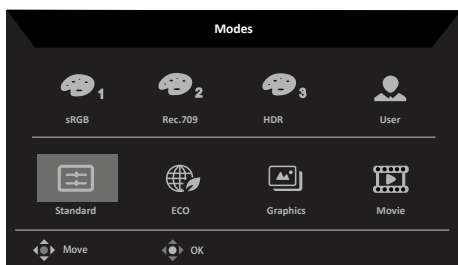 Modes
1 2 3
sRGB Rec.709 HDR User
Standard ECO Graphics Movie
Move OK